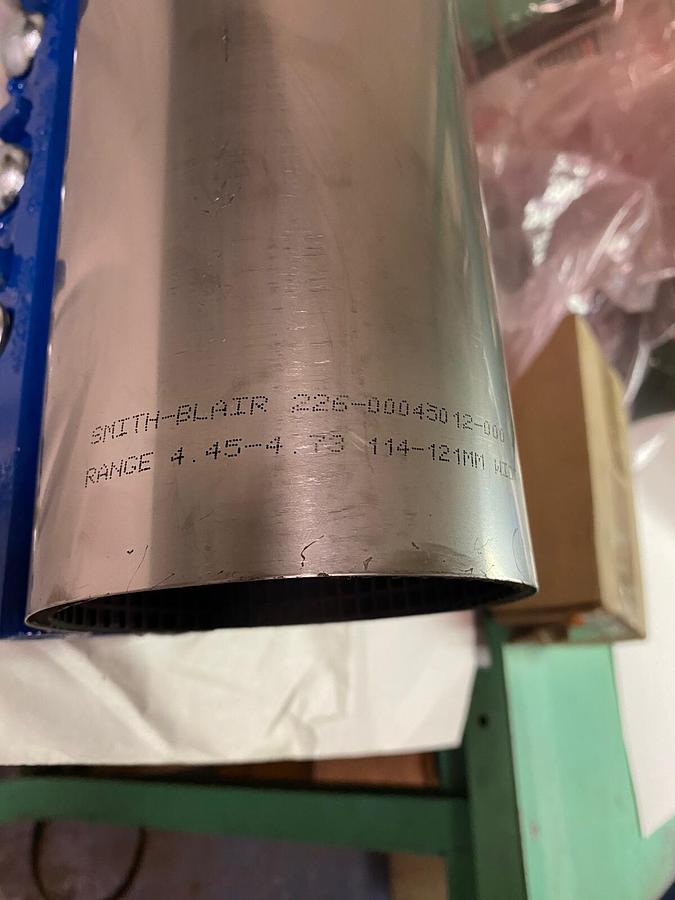 SMITH-BLAIR 226-00045012-000
RANGE 4.45-4.73 114-121MM